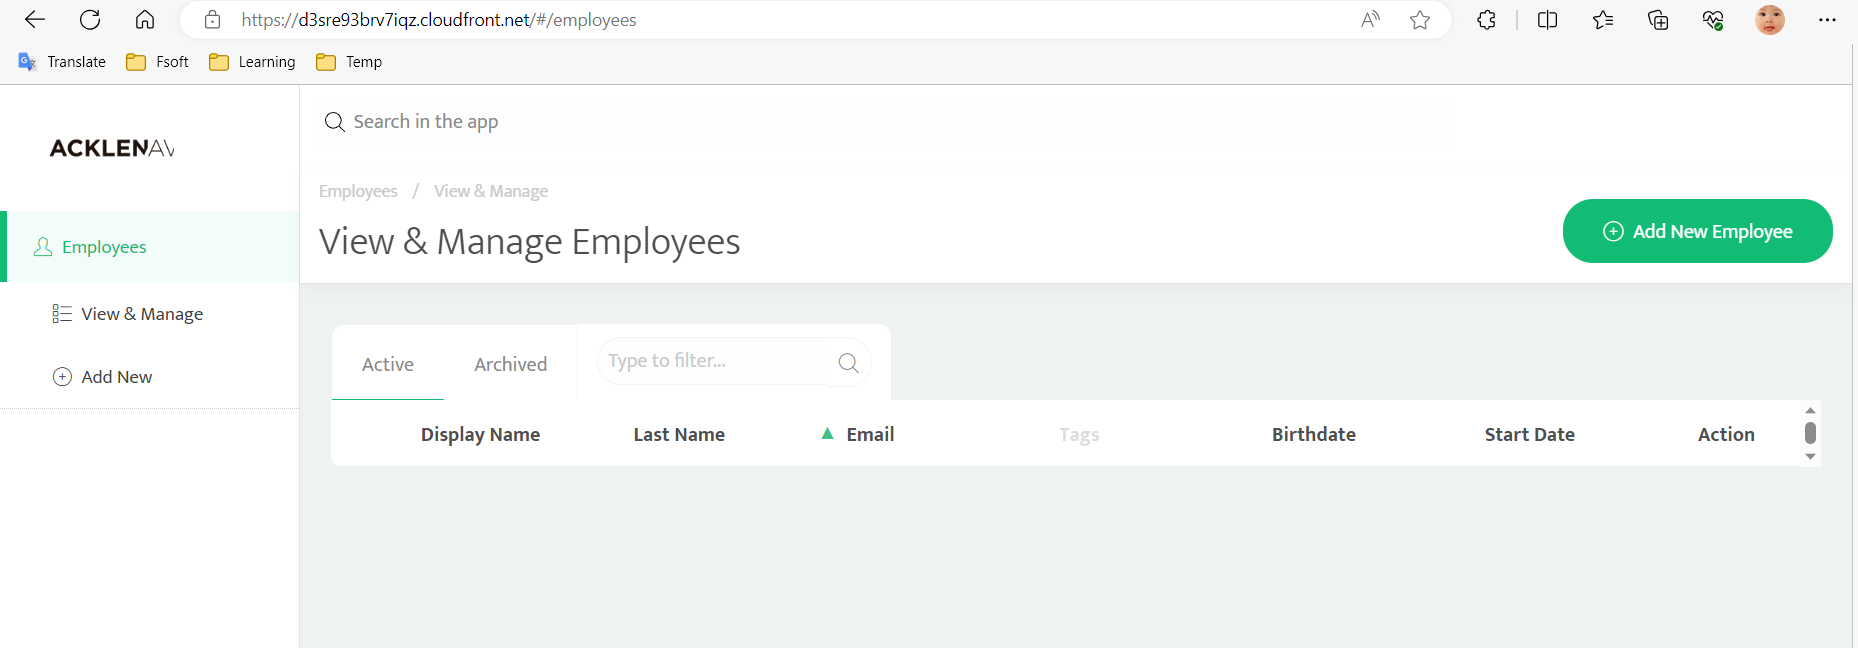 https://d3sre93brv7iqz.cloudfront.net/#/employees
Translate Fsoft Learning Temp
ACKLENAV
Search in the app
Employees / View & Manage
View & Manage Employees
Add New Employee
Employees
View & Manage
Add New
Active Archived Type to filter...
Display Name Last Name Email Tags Birthdate Start Date Action